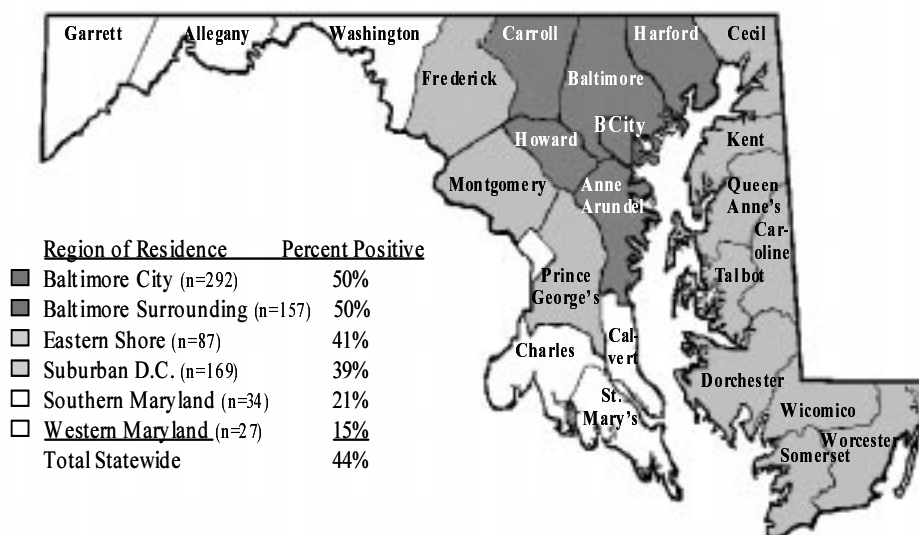 Garrett
Allegany
Washington
Carroll
Harford
Cecil
Frederick
Baltimore
BCity
Howard
Kent
Montgomery
Anne
Arundel
Queen
Anne's
Car-
oline
Talbot
Prince
George's
Charles
Cal-
vert
St.
Mary's
Dorchester
Wicomico
Worcester
Somerset
Region of Residence Percent Positive
Baltimore City (n=292) 50%
Baltimore Surrounding (n=157) 50%
Eastern Shore (n=87) 41%
Suburban D.C. (n=169) 39%
Southern Maryland (n=34) 21%
Western Maryland (n=27) 15%
Total Statewide 44%